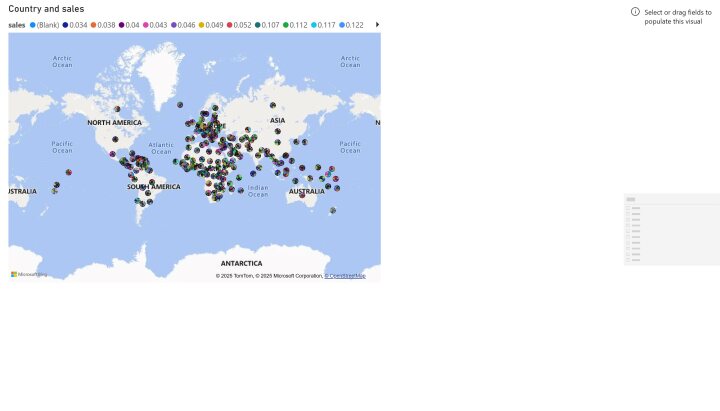 Country and sales
sales (Blank) 0.034 0.038 0.04 0.043 0.046 0.049 0.052 0.107 0.112 0.117 0.122
Select or drag fields to
populate this visual
Arctic
Ocean
Arctic
Ocean
NORTH AMERICA
ASIA
N
Pacific
Ocean
Atlantic
Ocean
Pacific
Ocean
SOUTH AMERICA
Indian
Ocean
USTRALIA
AUSTRALIA
ANTARCTICA
Microsoft Bing
© 2025 TomTom, © 2025 Microsoft Corporation, © OpenStreetMap